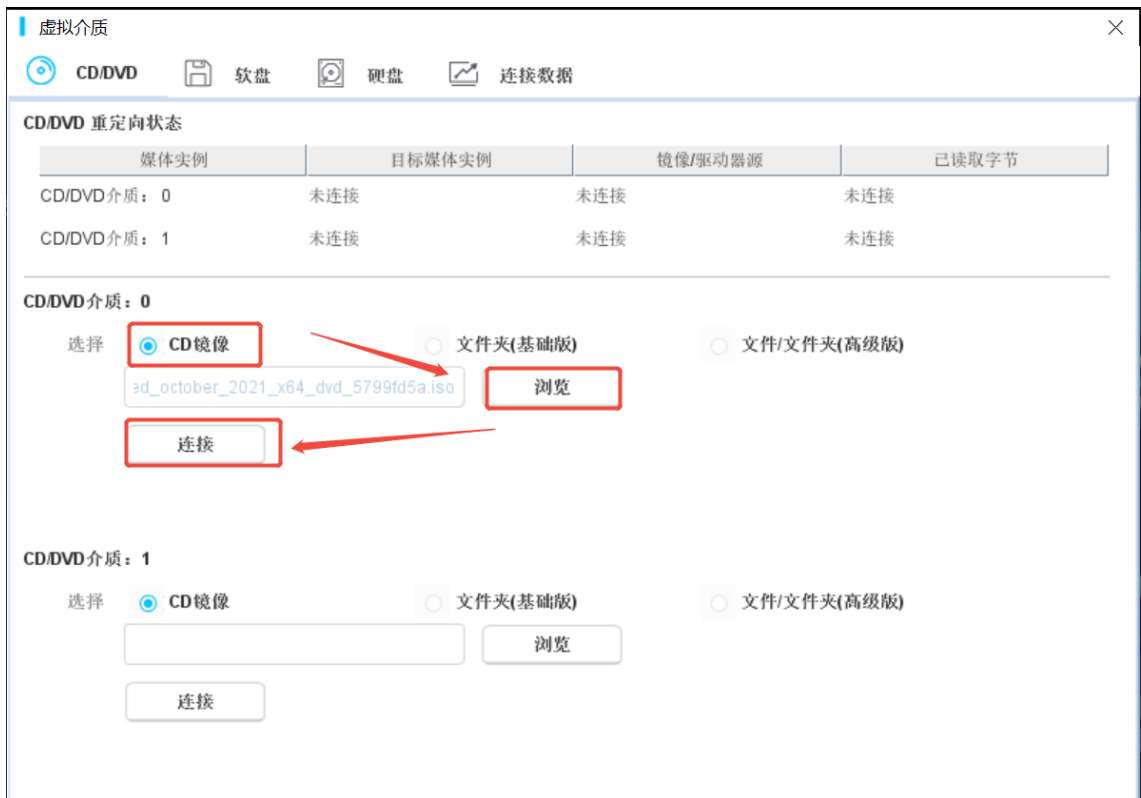 虚拟介质
CD/DVD 软盘 硬盘 连接数据
CD/DVD 重定向状态
媒体实例 目标媒体实例 镜像/驱动器源 已读取字节
CD/DVD介质：0 未连接 未连接 未连接
CD/DVD介质：1 未连接 未连接 未连接
CD/DVD介质：0
选择 CD镜像 文件夹(基础版) 文件/文件夹(高级版)
ed_october_2021_x64_dvd_5799fd5a.iso 浏览
连接
CD/DVD介质：1
选择 CD镜像 文件夹(基础版) 文件/文件夹(高级版)
浏览
连接